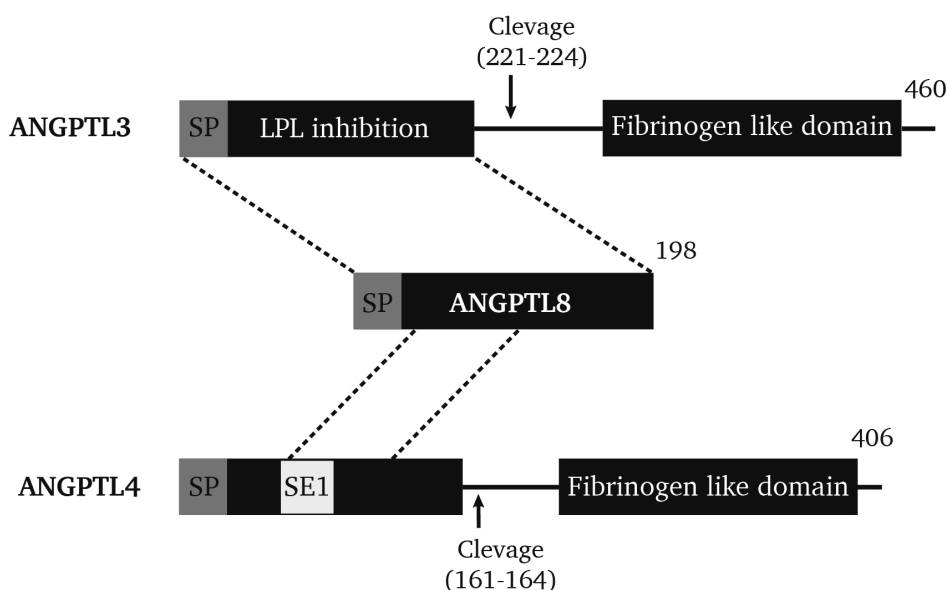 Clevage
(221-224)
460
ANGPTL3
SP
LPL inhibition
Fibrinogen like domain
198
SP
ANGPTL8
406
ANGPTL4
SP
SE1
Fibrinogen like domain
Clevage
(161-164)